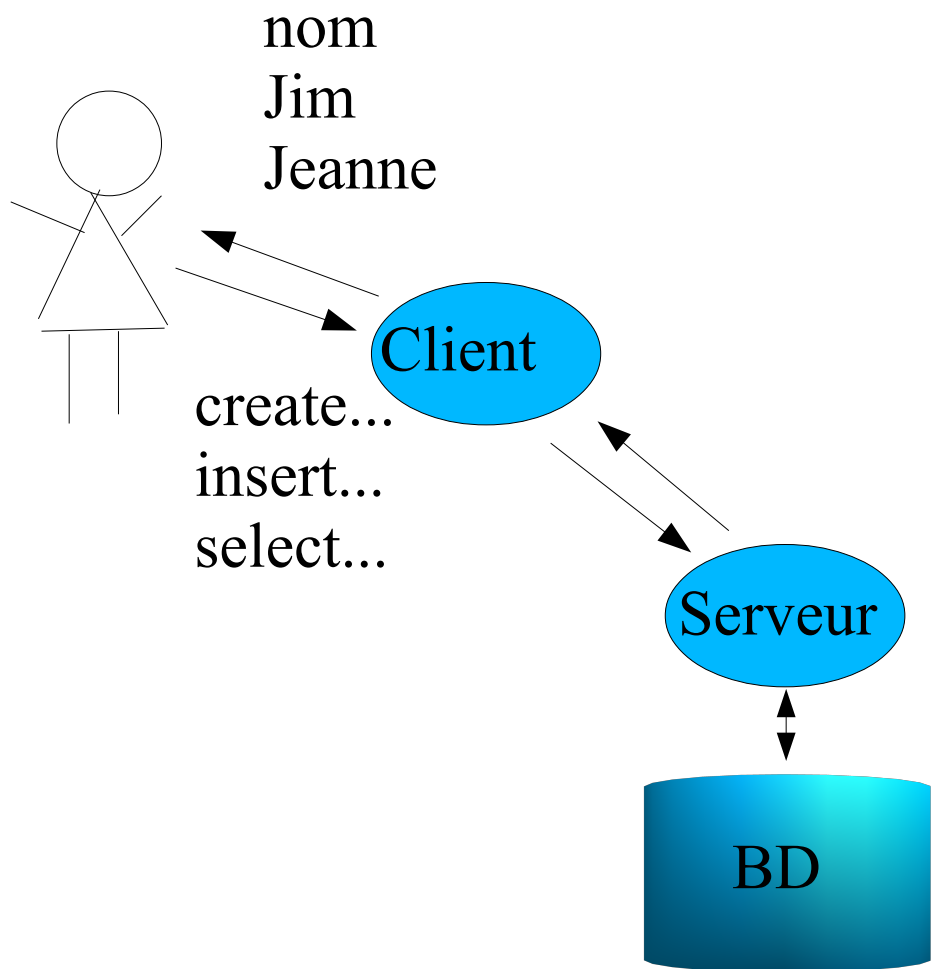 nom
Jim
Jeanne
Client
create...
insert...
select...
Serveur
BD